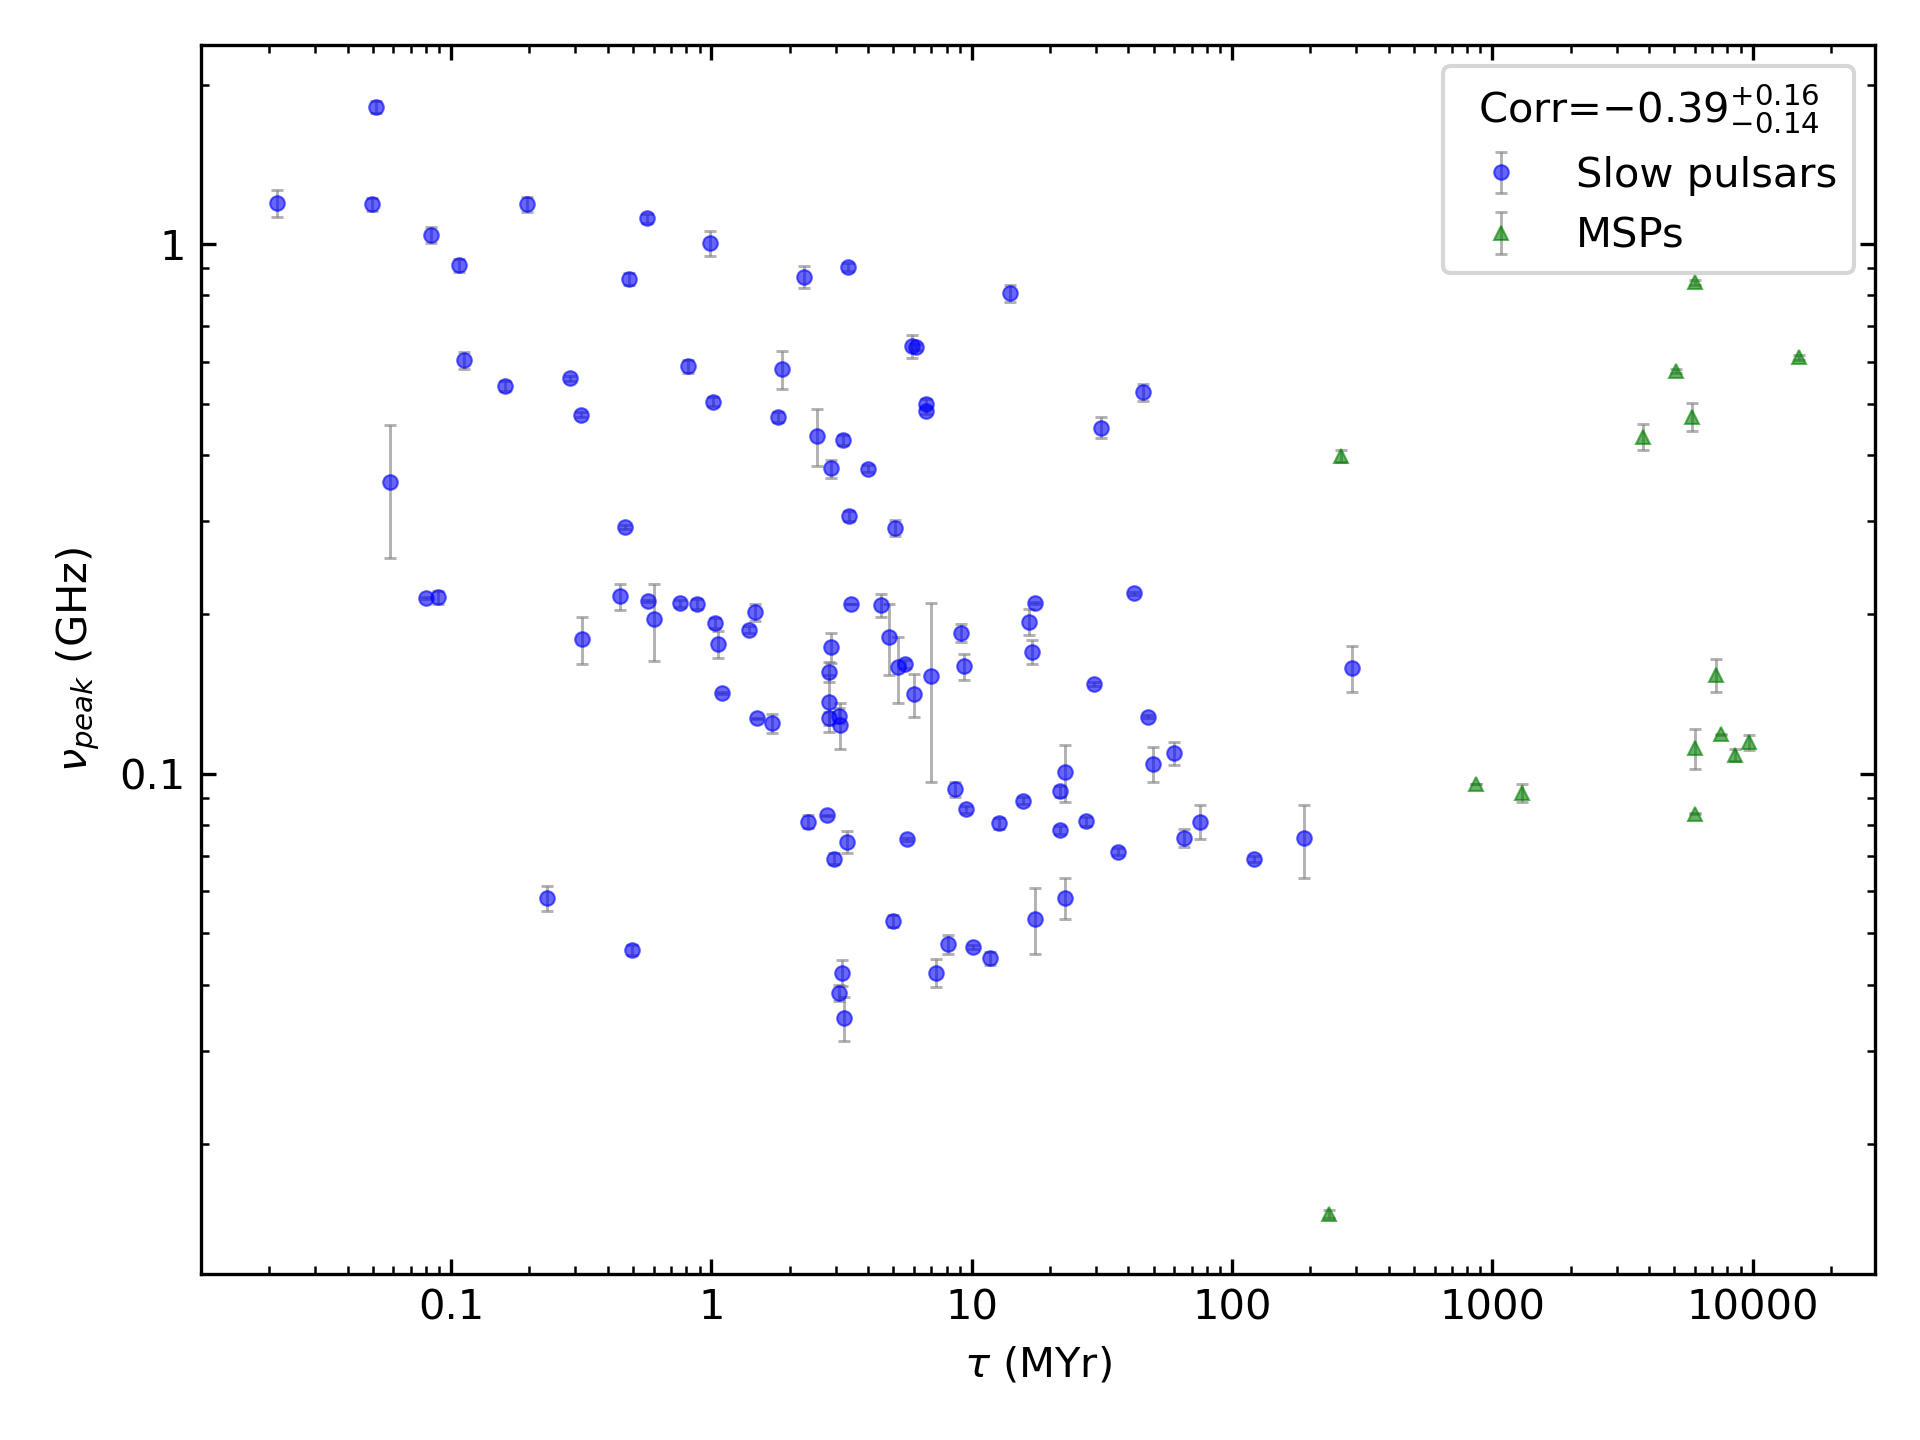 Corr=−0.39+0.16−0.14
Slow pulsars
MSPs
1
0.1
νpeak (GHz)
0.1 1 10 100 1000 10000
τ (MYr)